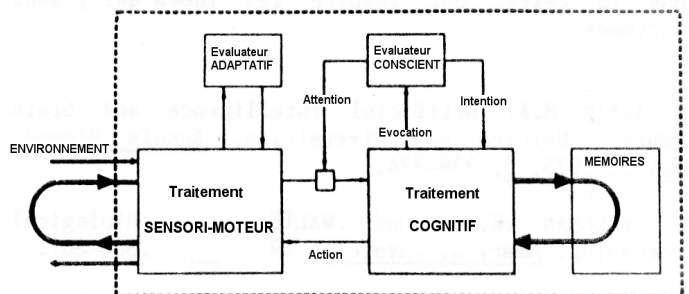 Evaluateur
ADAPTATIF
Evaluateur
CONSCIENT
Attention
Intention
Evocation
ENVIRONNEMENT
MEMOIRES
Traitement
SENSORI-MOTEUR
Traitement
COGNITIF
Action